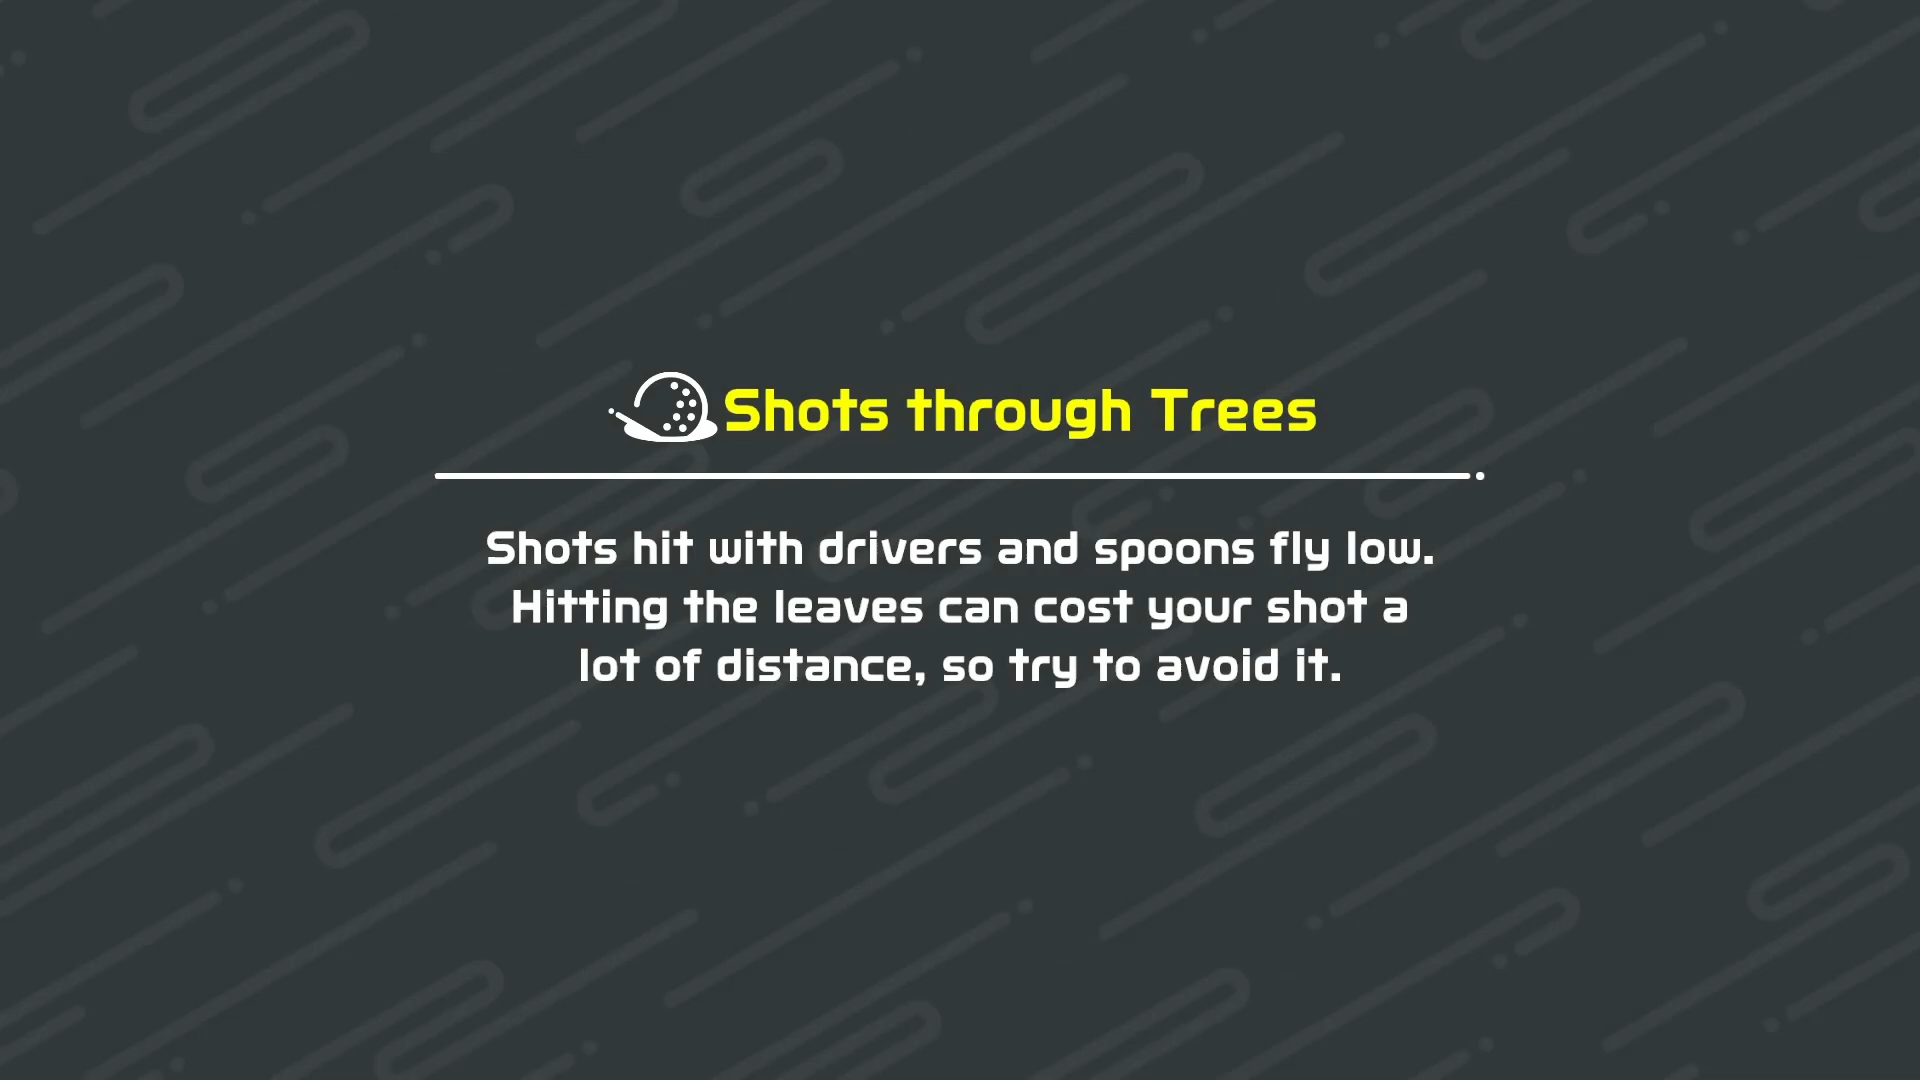 Shots through Trees
Shots hit with drivers and spoons fly low.
Hitting the leaves can cost your shot a
lot of distance, so try to avoid it.